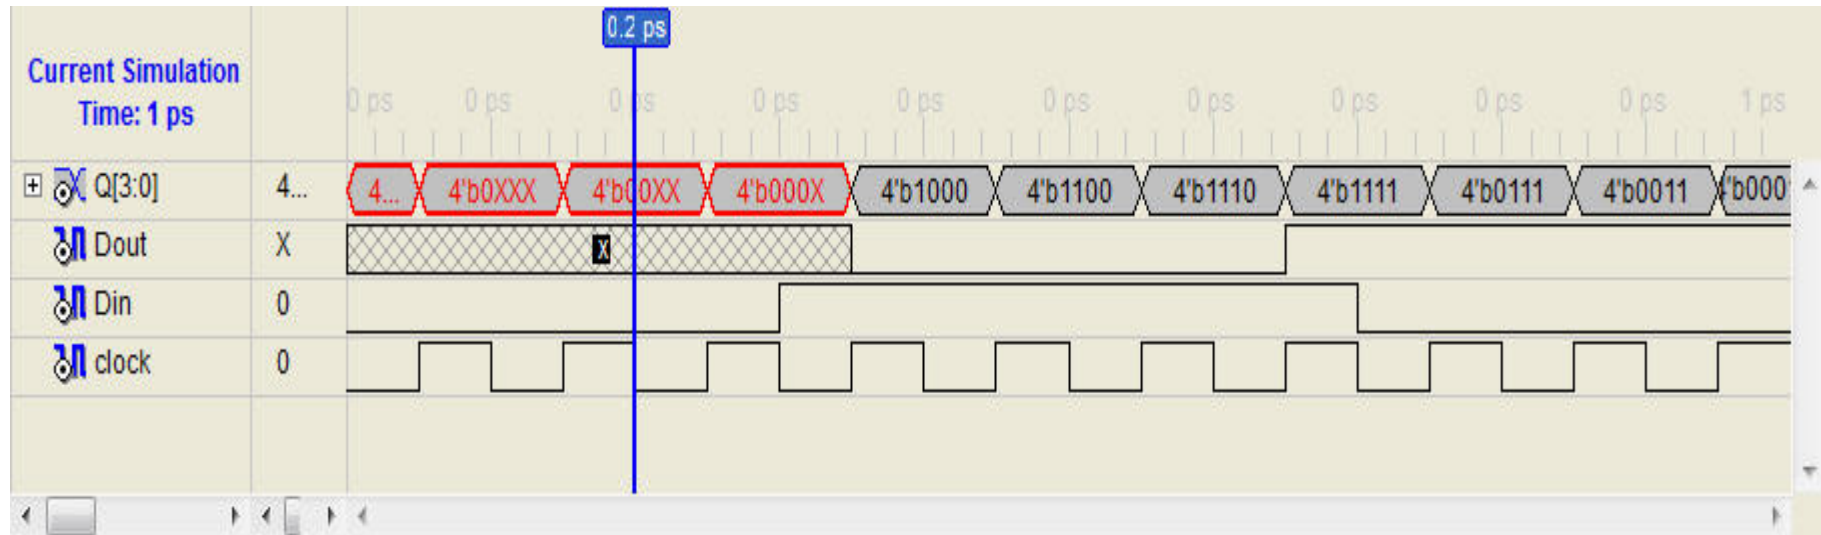 0.2 ps
Current Simulation
Time: 1 ps
0 ps 0 ps 0 ps 0 ps 0 ps 0 ps 0 ps 0 ps 0 ps 0 ps 1 ps
Q[3:0] 4... 4... 4'b0XXX 4'b00XX 4'b000X 4'b1000 4'b1100 4'b1110 4'b1111 4'b0111 4'b0011 4'b000
Dout X X
Din 0
clock 0